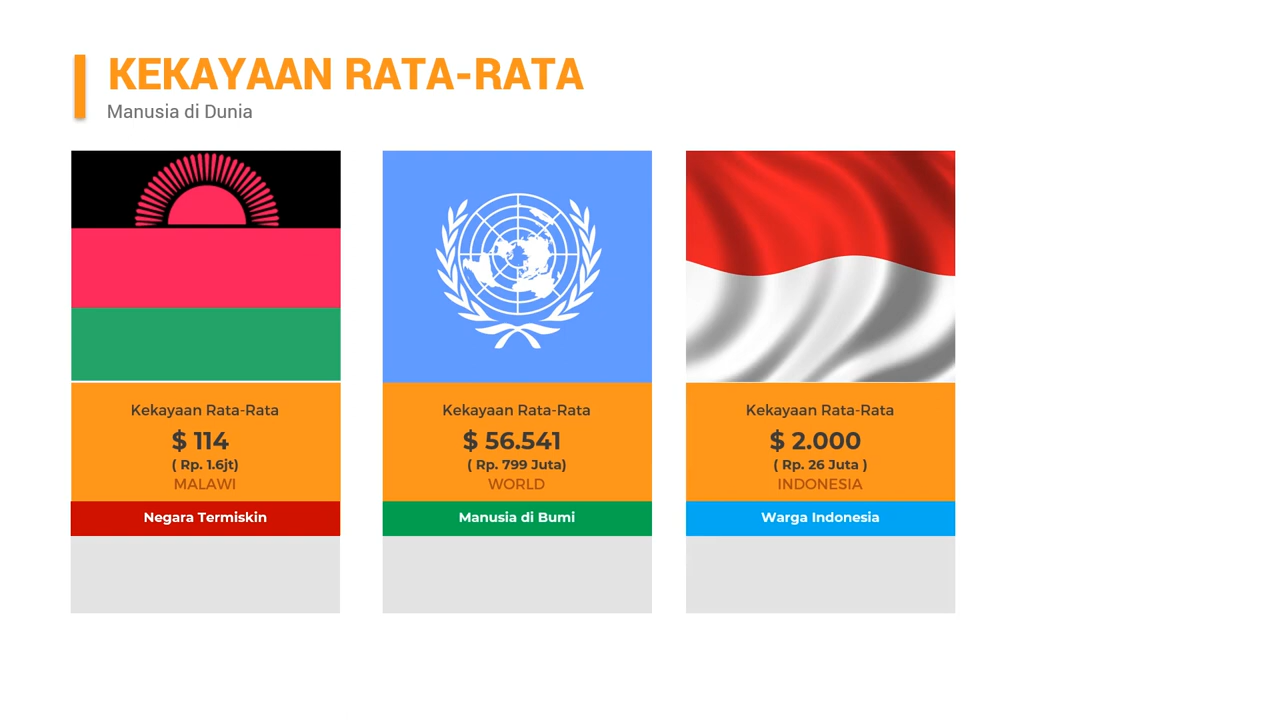 KEKAYAAN RATA-RATA
Manusia di Dunia
Kekayaan Rata-Rata
$ 114
( Rp. 1.6jt)
MALAWI
Negara Termiskin
Kekayaan Rata-Rata
$ 56.541
( Rp. 799 Juta)
WORLD
Manusia di Bumi
Kekayaan Rata-Rata
$ 2.000
( Rp. 26 Juta )
INDONESIA
Warga Indonesia